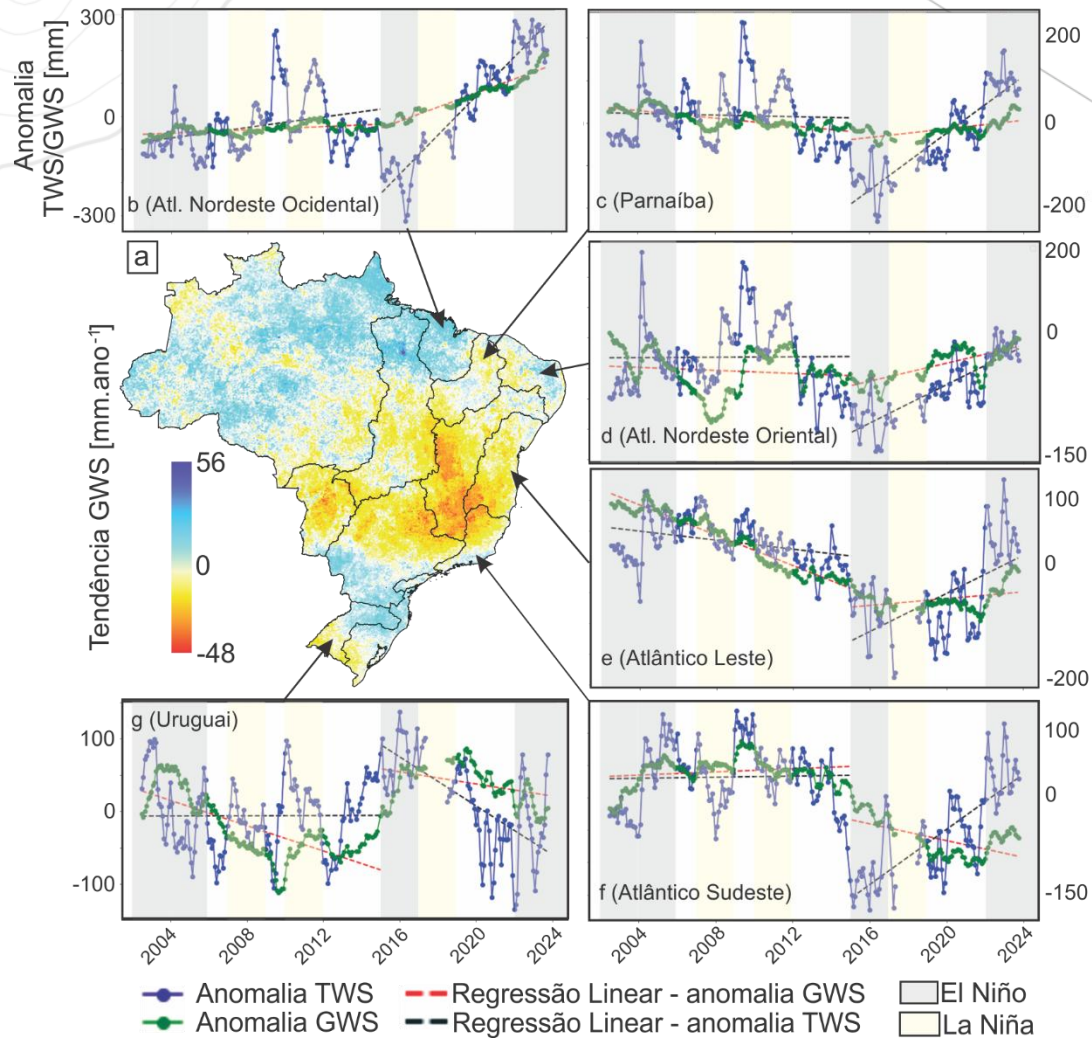 Anomalia
TWS/GWS [mm]
300
0
-300
b (Atl. Nordeste Ocidental)
200
0
-200
c (Parnaíba)
a
Tendência GWS [mm.ano⁻¹]
56
0
-48
200
0
-150
d (Atl. Nordeste Oriental)
100
0
-200
e (Atlântico Leste)
g (Uruguai)
100
0
-100
2004
2008
2012
2016
2020
2024
100
0
-150
f (Atlântico Sudeste)
2004
2008
2012
2016
2020
2024
Anomalia TWS
Regressão Linear - anomalia GWS
El Niño
Anomalia GWS
Regressão Linear - anomalia TWS
La Niña